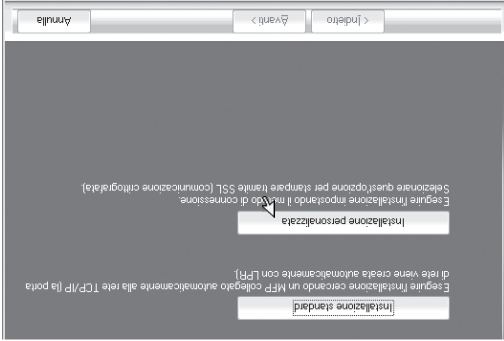 Installazione standard
Eseguire l'installazione cercando un MFP collegato automaticamente alla rete TCP/IP (la porta
di rete viene creata automaticamente con LPR).
Installazione personalizzata
Eseguire l'installazione impostando il metodo di connessione.
Selezionare quest'opzione per stampare tramite SSL (comunicazione crittografata).
< Indietro
Avanti >
Annulla